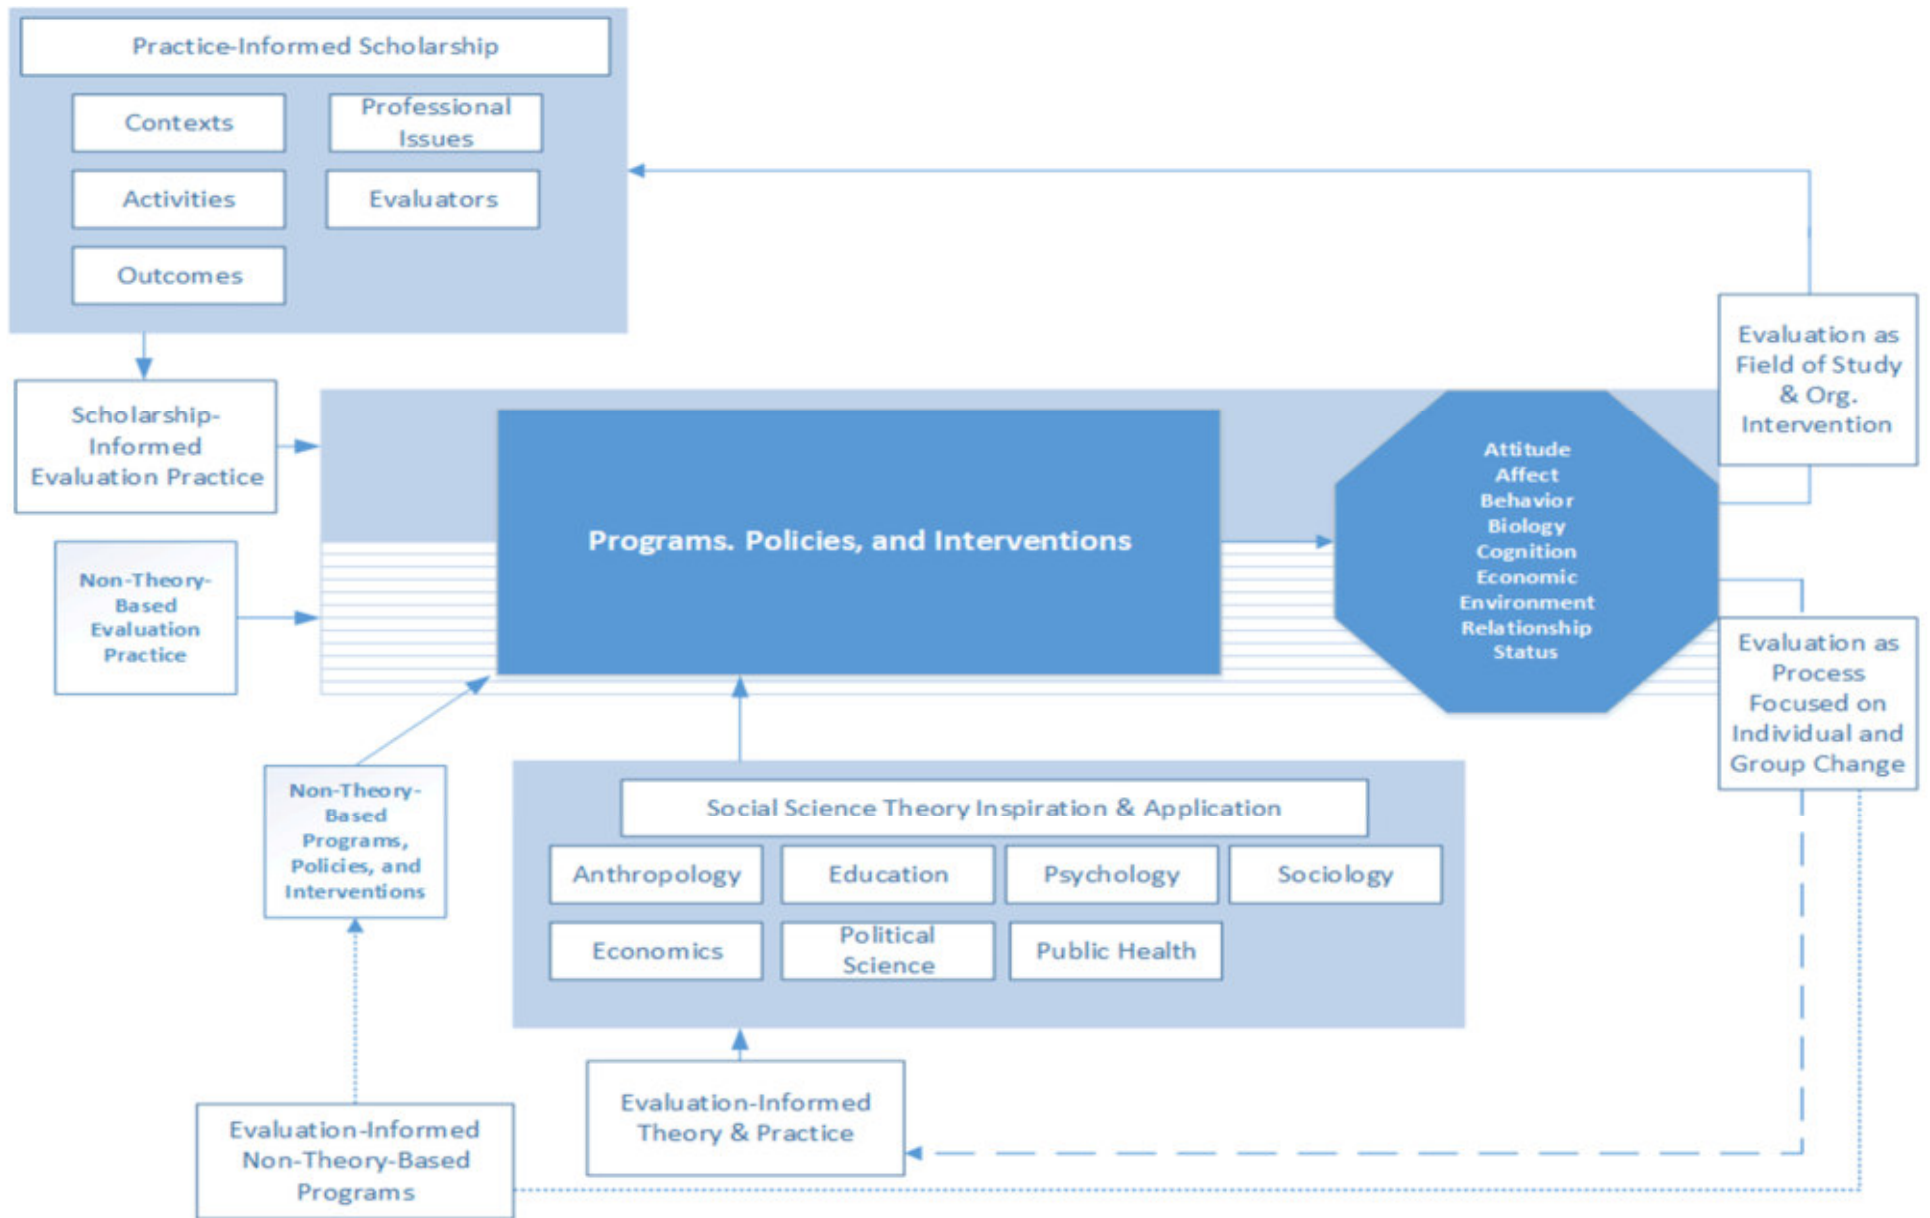 Practice-Informed Scholarship
Contexts
Professional
Issues
Activities
Evaluators
Outcomes
Scholarship-
Informed
Evaluation Practice
Non-Theory-
Based
Evaluation
Practice
Programs. Policies, and Interventions
Attitude
Affect
Behavior
Biology
Cognition
Economic
Environment
Relationship
Status
Evaluation as
Field of Study
& Org.
Intervention
Evaluation as
Process
Focused on
Individual and
Group Change
Non-Theory-
Based
Programs,
Policies, and
Interventions
Social Science Theory Inspiration & Application
Anthropology
Education
Psychology
Sociology
Economics
Political
Science
Public Health
Evaluation-Informed
Theory & Practice
Evaluation-Informed
Non-Theory-Based
Programs